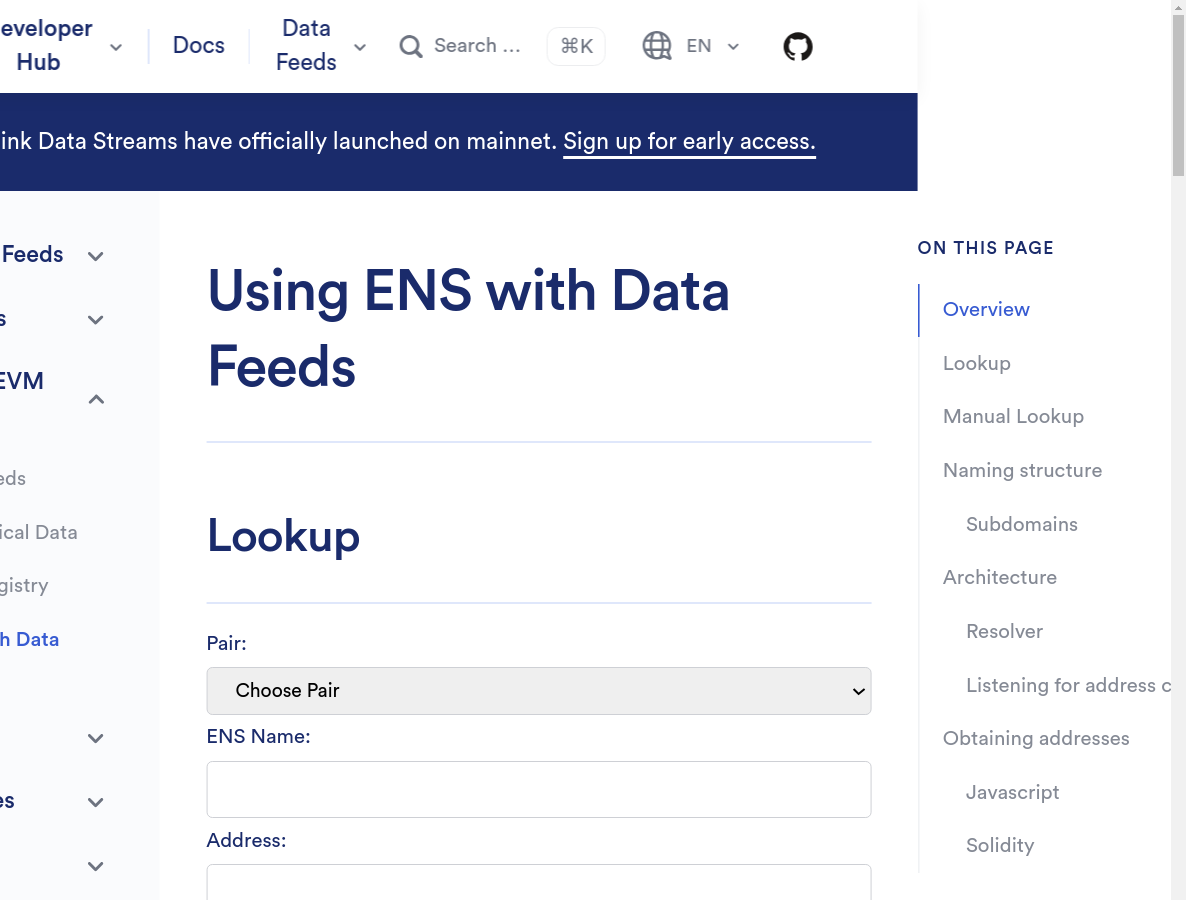 eveloper
Hub
Docs
Data
Feeds
Search ...
⌘K
EN
ink Data Streams have officially launched on mainnet. Sign up for early access.
Feeds
s
EVM
eds
ical Data
gistry
h Data
es
Using ENS with Data
Feeds
Lookup
Pair:
Choose Pair
ENS Name:
Address:
ON THIS PAGE
Overview
Lookup
Manual Lookup
Naming structure
Subdomains
Architecture
Resolver
Listening for address c
Obtaining addresses
Javascript
Solidity